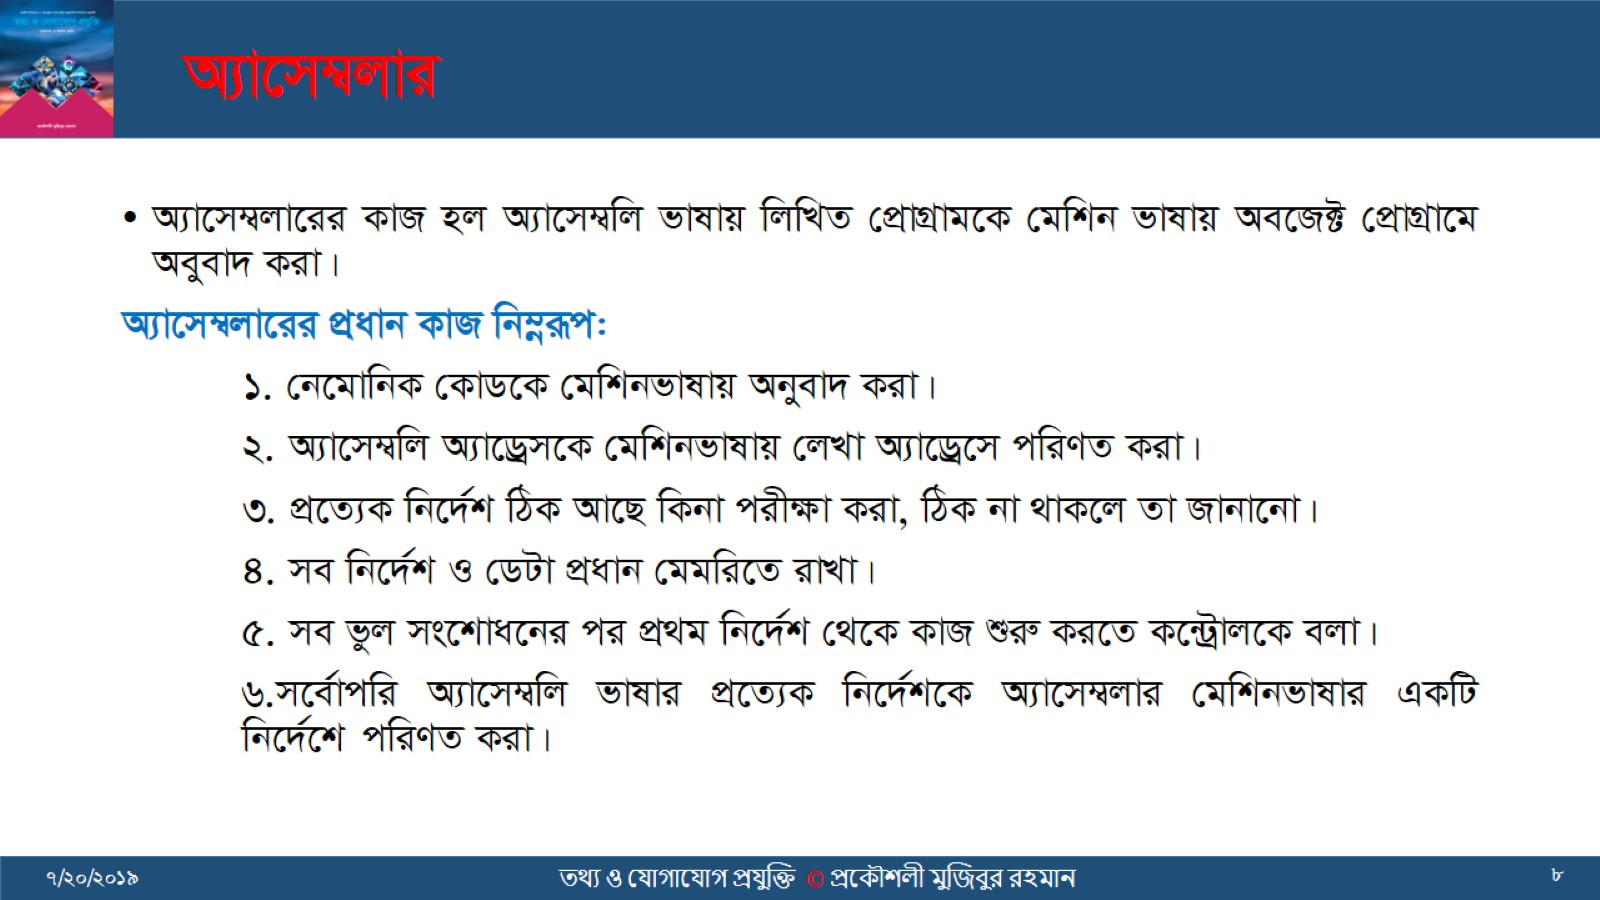 তথ্য ও যোগাযোগ প্রযুক্তি
অ্যাসেম্বলার
• অ্যাসেম্বলারের কাজ হল অ্যাসেম্বলি ভাষায় লিখিত প্রোগ্রামকে মেশিন ভাষায় অবজেক্ট প্রোগ্রামে
অবুবাদ করা।
অ্যাসেম্বলারের প্রধান কাজ নিম্নরূপ:
১. নেমোনিক কোডকে মেশিনভাষায় অনুবাদ করা।
২. অ্যাসেম্বলি অ্যাড্রেসকে মেশিনভাষায় লেখা অ্যাড্রেসে পরিণত করা।
৩. প্রত্যেক নির্দেশ ঠিক আছে কিনা পরীক্ষা করা, ঠিক না থাকলে তা জানানো।
৪. সব নির্দেশ ও ডেটা প্রধান মেমরিতে রাখা।
৫. সব ভুল সংশোধনের পর প্রথম নির্দেশ থেকে কাজ শুরু করতে কন্ট্রোলকে বলা।
৬.সর্বোপরি অ্যাসেম্বলি ভাষার প্রত্যেক নির্দেশকে অ্যাসেম্বলার মেশিনভাষার একটি
নির্দেশে পরিণত করা।
৭/২০/২০১৯
তথ্য ও যোগাযোগ প্রযুক্তি © প্রকৌশলী মুজিবুর রহমান
৮